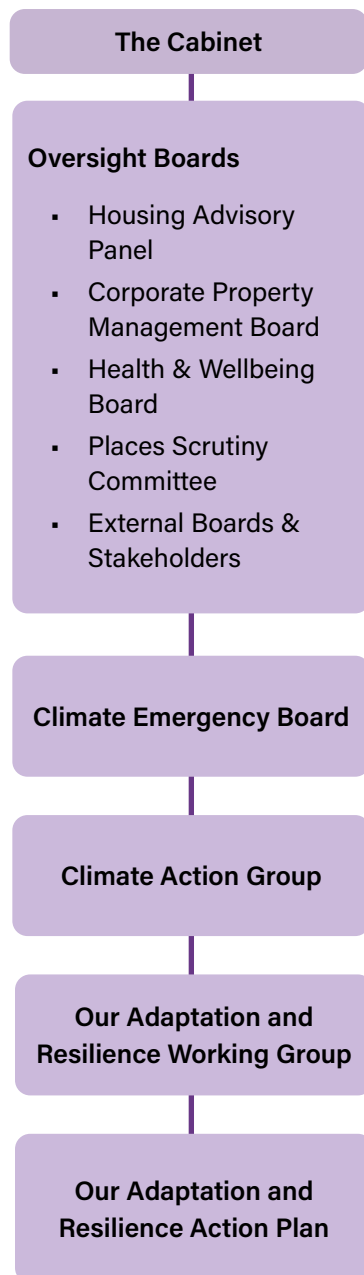 The Cabinet
Oversight Boards
▪ Housing Advisory
Panel
▪ Corporate Property
Management Board
▪ Health & Wellbeing
Board
▪ Places Scrutiny
Committee
▪ External Boards &
Stakeholders
Climate Emergency Board
Climate Action Group
Our Adaptation and
Resilience Working Group
Our Adaptation and
Resilience Action Plan